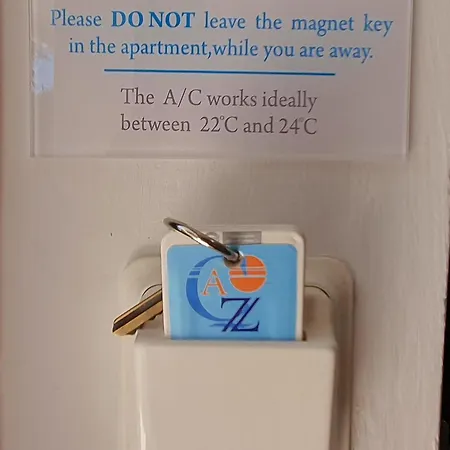 Please DO NOT leave the magnet key
in the apartment,while you are away.
The A/C works ideally
between 22°C and 24°C
A
Z